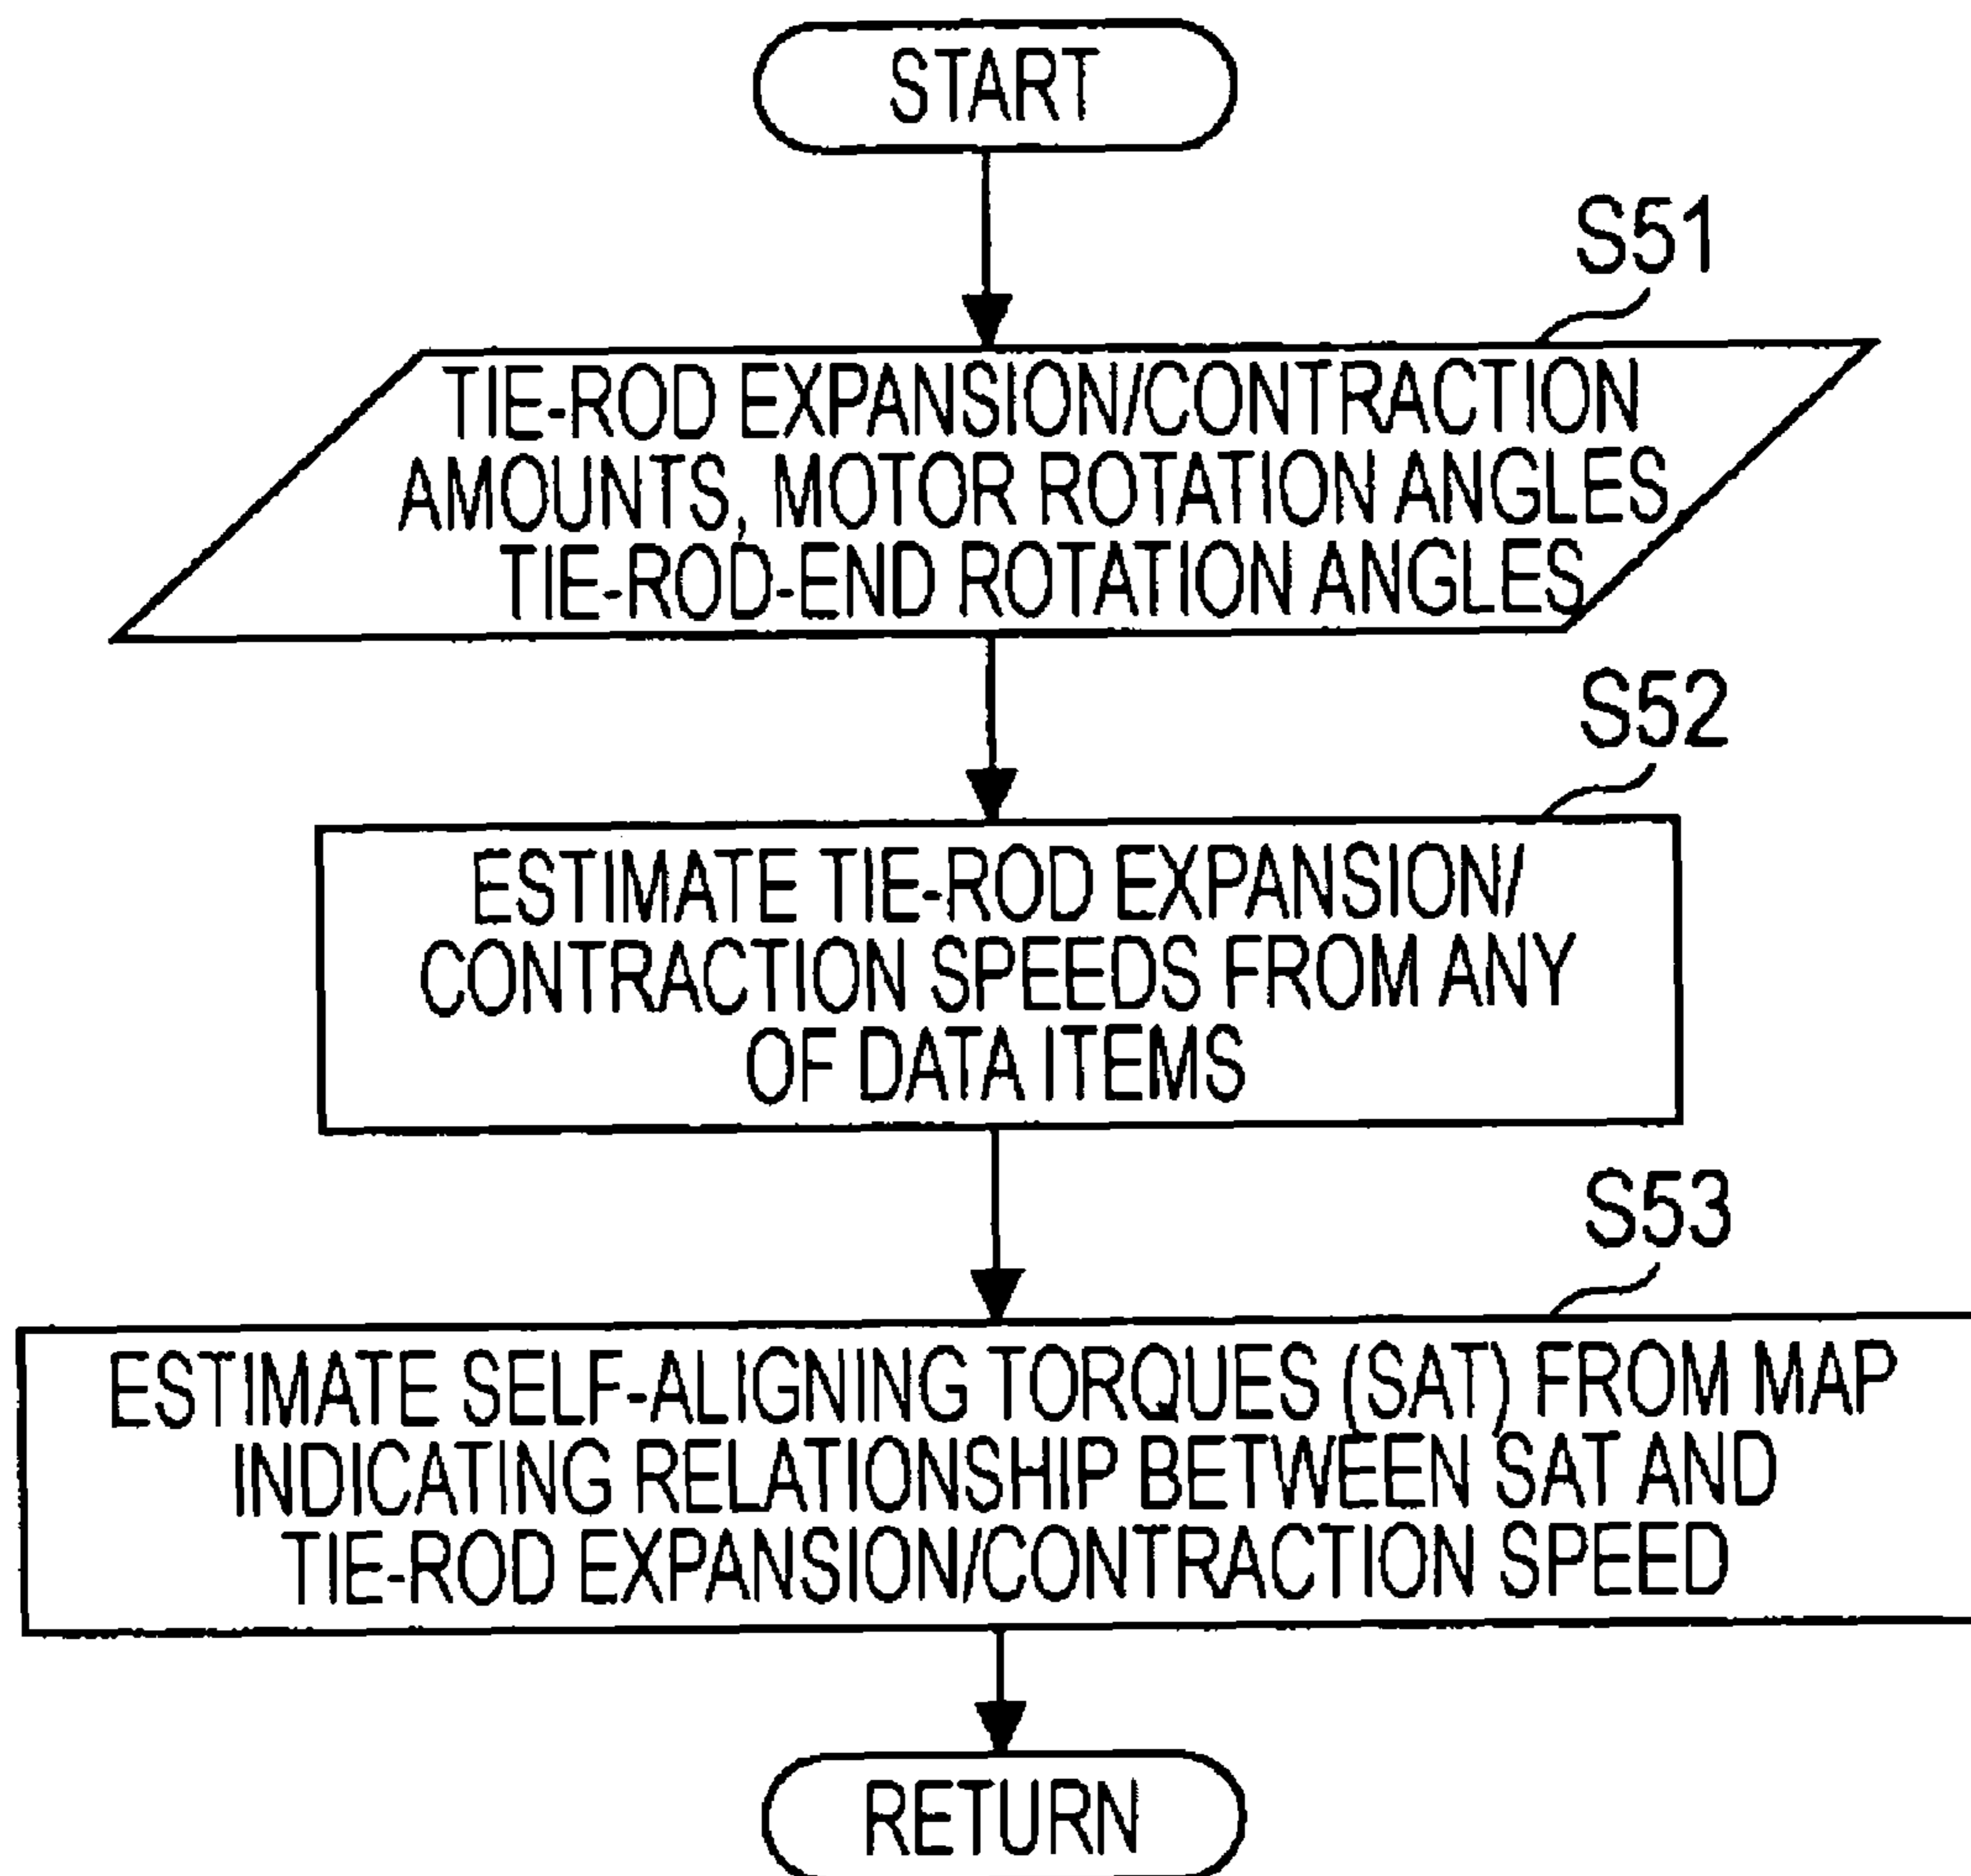 START
S51
TIE-ROD EXPANSION/CONTRACTION
AMOUNTS, MOTOR ROTATION ANGLES
TIE-ROD-END ROTATION ANGLES
S52
ESTIMATE TIE-ROD EXPANSION/
CONTRACTION SPEEDS FROM ANY
OF DATA ITEMS
S53
ESTIMATE SELF-ALIGNING TORQUES (SAT) FROM MAP
INDICATING RELATIONSHIP BETWEEN SAT AND
TIE-ROD EXPANSION/CONTRACTION SPEED
RETURN